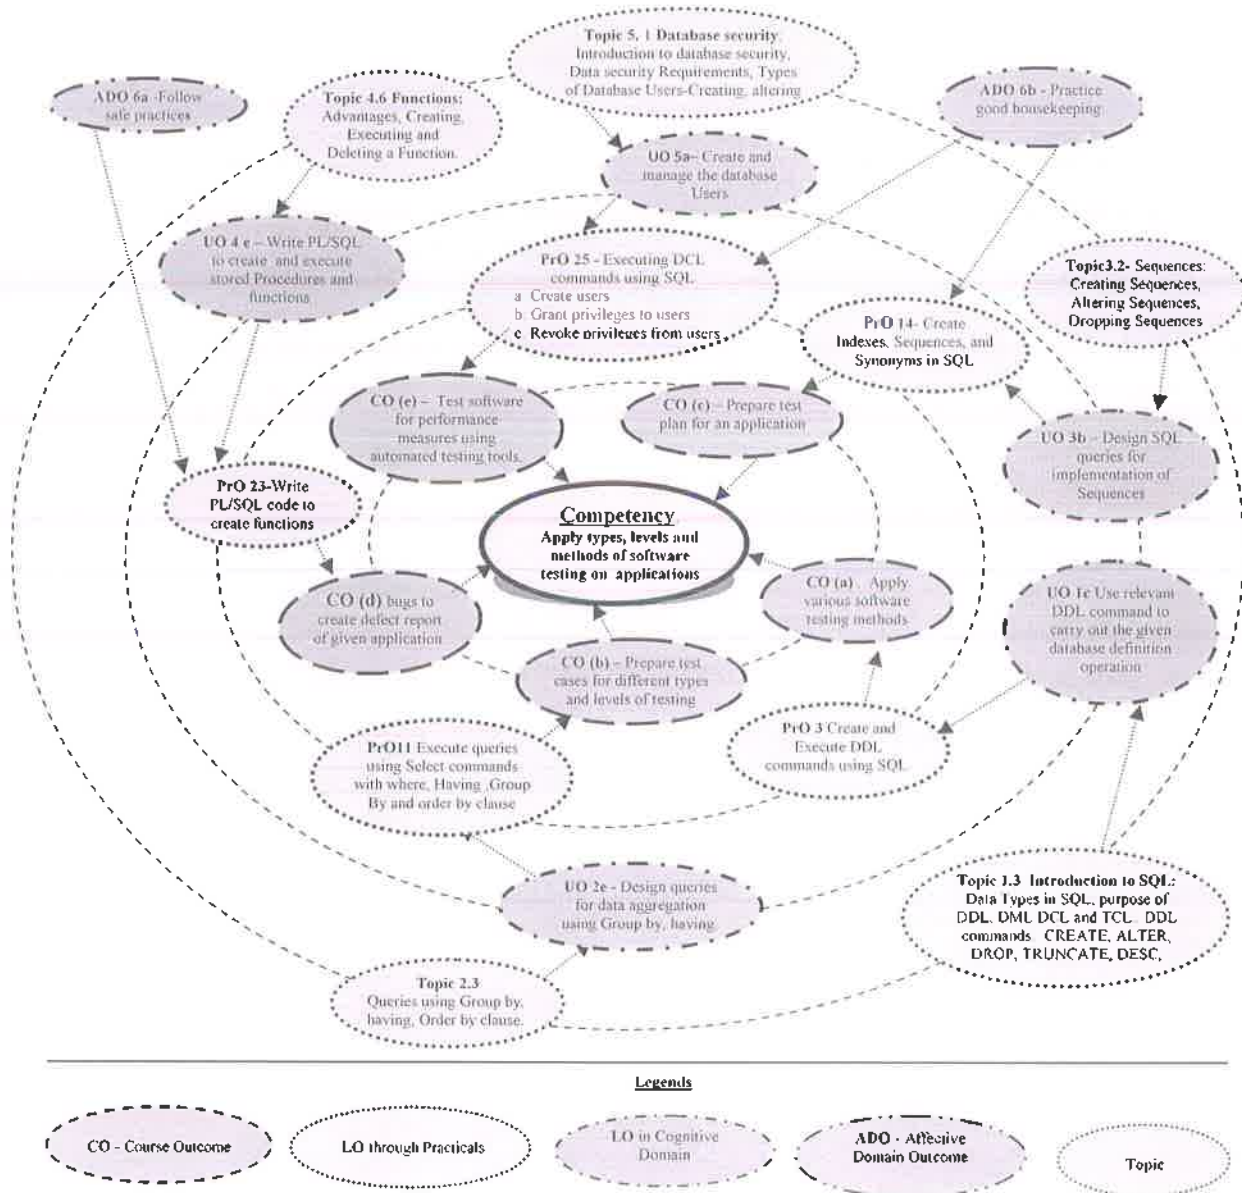 Topic 5. 1 Database security.
Introduction to database security,
Data security Requirements, Types
of Database Users-Creating, altering
ADO 6a -Follow
safe practices
Topic 4.6 Functions:
Advantages, Creating,
Executing and
Deleting a Function.
ADO 6b - Practice
good housekeeping
UO 5a– Create and
manage the database
Users
UO 4 e – Write PL/SQL
to create and execute
stored Procedures and
functions
PrO 25 - Executing DCL
commands using SQL
a Create users
b. Grant privileges to users
c. Revoke privileges from users
Topic3.2- Sequences:
Creating Sequences,
Altering Sequences,
Dropping Sequences
PrO 14- Create
Indexes, Sequences, and
Synonyms in SQL
CO (e) – Test software
for performance
measures using
automated testing tools.
CO (c) – Prepare test
plan for an application
UO 3b - Design SQL
queries for
implementation of
Sequences
PrO 23-Write
PL/SQL code to
create functions
Competency
Apply types, levels and
methods of software
testing on applications
CO (d) bugs to
create defect report
of given application
CO (a) . Apply
various software
testing methods
UO 1c Use relevant
DDL command to
carry out the given
database definition
operation
CO (b) – Prepare test
cases for different types
and levels of testing
PrO11 Execute queries
using Select commands
with where, Having ,Group
By and order by clause
PrO 3 Create and
Execute DDL
commands using SQL
UO 2e - Design queries
for data aggregation
using Group by, having
Topic 1.3 Introduction to SQL:
Data Types in SQL, purpose of
DDL, DML DCL and TCL. DDL
commands CREATE, ALTER,
DROP, TRUNCATE, DESC,
Topic 2.3
Queries using Group by,
having, Order by clause.
Legends
CO - Course Outcome
LO through Practicals
LO in Cognitive
Domain
ADO - Affective
Domain Outcome
Topic